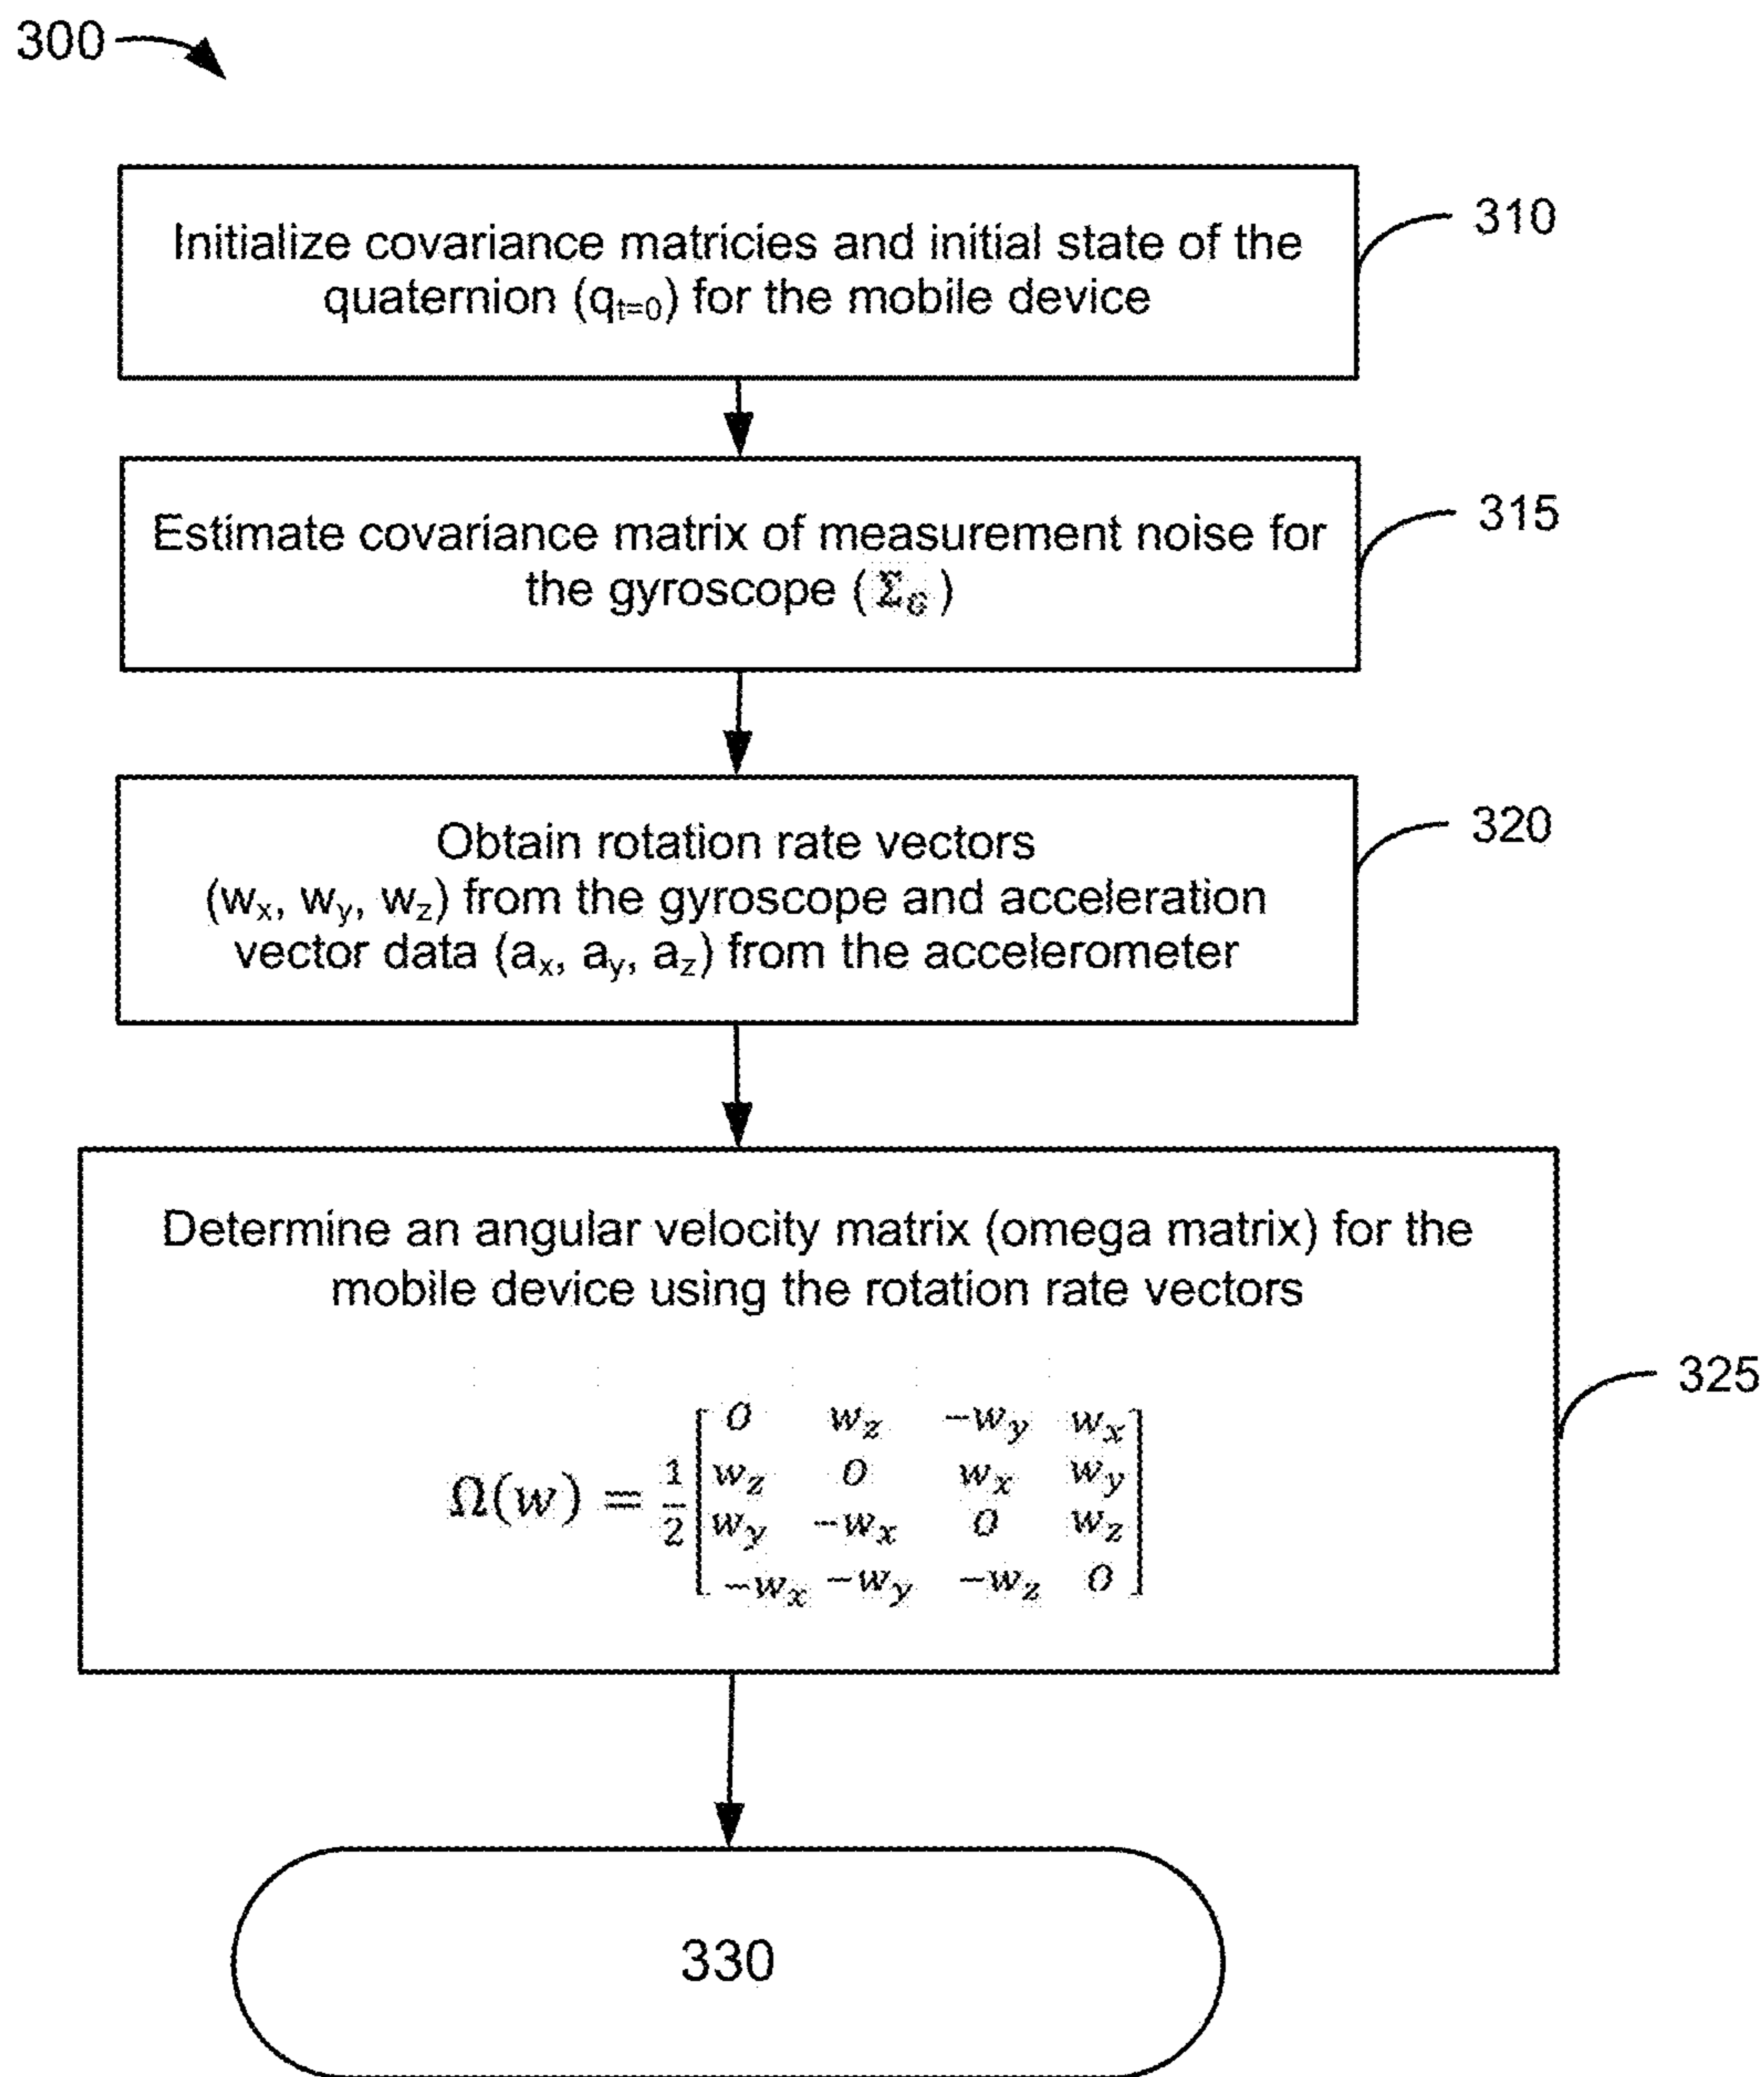 300
Initialize covariance matricies and initial state of the
quaternion (qt=0) for the mobile device
310
Estimate covariance matrix of measurement noise for
the gyroscope ( ΣG )
315
Obtain rotation rate vectors
(wx, wy, wz) from the gyroscope and acceleration
vector data (ax, ay, az) from the accelerometer
320
Determine an angular velocity matrix (omega matrix) for the
mobile device using the rotation rate vectors
325
Ω(w) = 1/2
0 wz -wy wx
wz 0 wx wy
wy -wx 0 wz
-wx -wy -wz 0
330